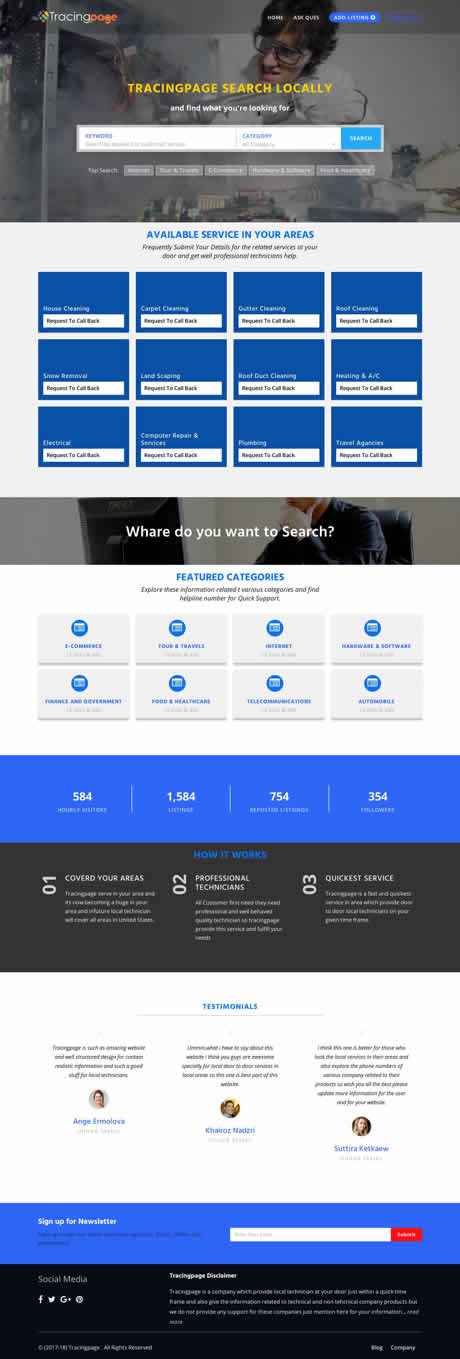 Tracingpage
HOME
ASK QUES
ADD LISTING
TRACINGPAGE SEARCH LOCALLY
and find what you're looking for
KEYWORD
CATEGORY
All Category
SEARCH
Top Search:
Internet
Tour & Travels
E-Commerce
Hardware & Software
Food & Healthcare
AVAILABLE SERVICE IN YOUR AREAS
Frequently Submit Your Details for the related services at your
door and get well professional technicians help.
House Cleaning
Request To Call Back
Carpet Cleaning
Request To Call Back
Gutter Cleaning
Request To Call Back
Roof Cleaning
Request To Call Back
Snow Removal
Request To Call Back
Land Scaping
Request To Call Back
Roof Duct Cleaning
Request To Call Back
Heating & A/C
Request To Call Back
Electrical
Request To Call Back
Computer Repair &
Services
Request To Call Back
Plumbing
Request To Call Back
Travel Agancies
Request To Call Back
Where do you want to Search?
FEATURED CATEGORIES
Explore these information related t various categories and find
helpline number for Quick Support.
E-COMMERCE
TOUR & TRAVELS
INTERNET
HARDWARE & SOFTWARE
FINANCE AND GOVERNMENT
FOOD & HEALTHCARE
TELECOMMUNICATIONS
AUTOMOBILE
584
HOURLY VISITORS
1,584
LISTINGS
754
REPOSTED LISTSINGS
354
FOLLOWERS
HOW IT WORKS
01
COVERD YOUR AREAS
Tracingpage serve in your area and
its now becoming a huge in your
area and infusure local technician
will cover all areas in United States.
02
PROFESSIONAL
TECHNICIANS
All Customer first need they need
professional and well behaved
quality technician so tracingpage
provide this service and fulfill your
needs
03
QUICKEST SERVICE
Tracingpage is a fast and quickest
service in area which provide door
to door local technicians on your
given time frame.
TESTIMONIALS
Tracingpage is such as amazing website
and well structured design for contain
realistic information and such a good
stuff for local technicians.
Ange Ermolova
United States
Ummm,what i have to say about this
website i think you guys are awesome
specially for local door to door services in
local areas so this one is best part of this
website.
Khairoz Nadzri
United States
I think this one is better for those who
look the local services in their areas and
also explore the phone numbers of
various company related to their
products so wish you all the best please
update more information for the user
and for your website.
Suttira Ketkaew
United States
Sign up for Newsletter
Enter Your Email
Submit
Social Media
Tracingpage Disclaimer
Tracingpage is a company which provide local technician at your door just within a quick time
frame and also give the information related to technical and non tehcnical company products but
we do not provide any support for these companies just mention here for your information... read
more
© (2017-18) Tracingpage . All Rights Reserved
Blog
Company